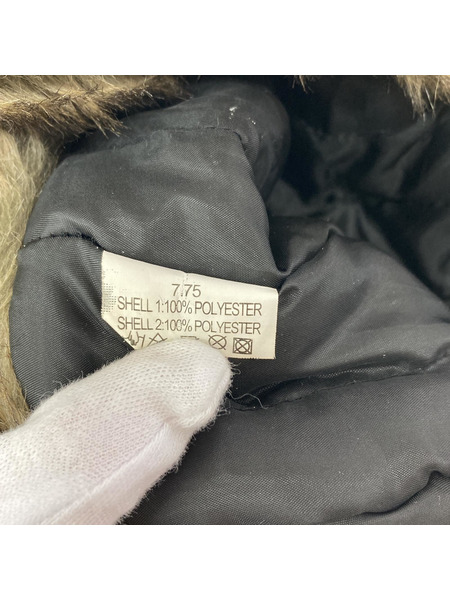 7.75
SHELL 1:100% POLYESTER
SHELL 2:100% POLYESTER